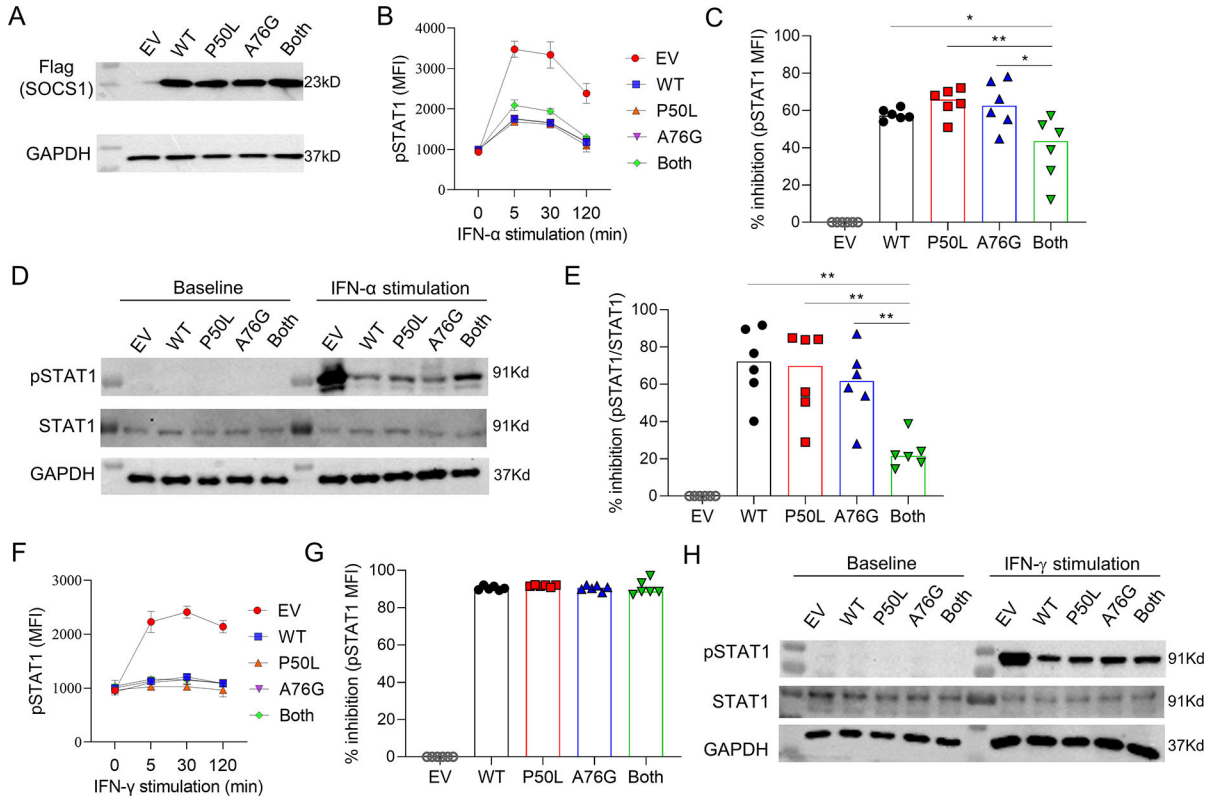 A
EV
WT
P50L
A76G
Both
Flag
(SOCS1)
23kD
GAPDH
37kD
B
pSTAT1 (MFI)
4000
3000
2000
1000
0
0
5
30
120
IFN-α stimulation (min)
EV
WT
P50L
A76G
Both
C
% inhibition (pSTAT1 MFI)
100
80
60
40
20
0
*
**
*
EV
WT
P50L
A76G
Both
D
Baseline
IFN-α stimulation
EV
WT
P50L
A76G
Both
EV
WT
P50L
A76G
Both
pSTAT1
91Kd
STAT1
91Kd
GAPDH
37Kd
E
% inhibition (pSTAT1/STAT1)
100
80
60
40
20
0
**
**
**
EV
WT
P50L
A76G
Both
F
pSTAT1 (MFI)
3000
2000
1000
0
0
5
30
120
IFN-γ stimulation (min)
EV
WT
P50L
A76G
Both
G
% inhibition (pSTAT1 MFI)
100
80
60
40
20
0
EV
WT
P50L
A76G
Both
H
Baseline
IFN-γ stimulation
EV
WT
P50L
A76G
Both
EV
WT
P50L
A76G
Both
pSTAT1
91Kd
STAT1
91Kd
GAPDH
37Kd